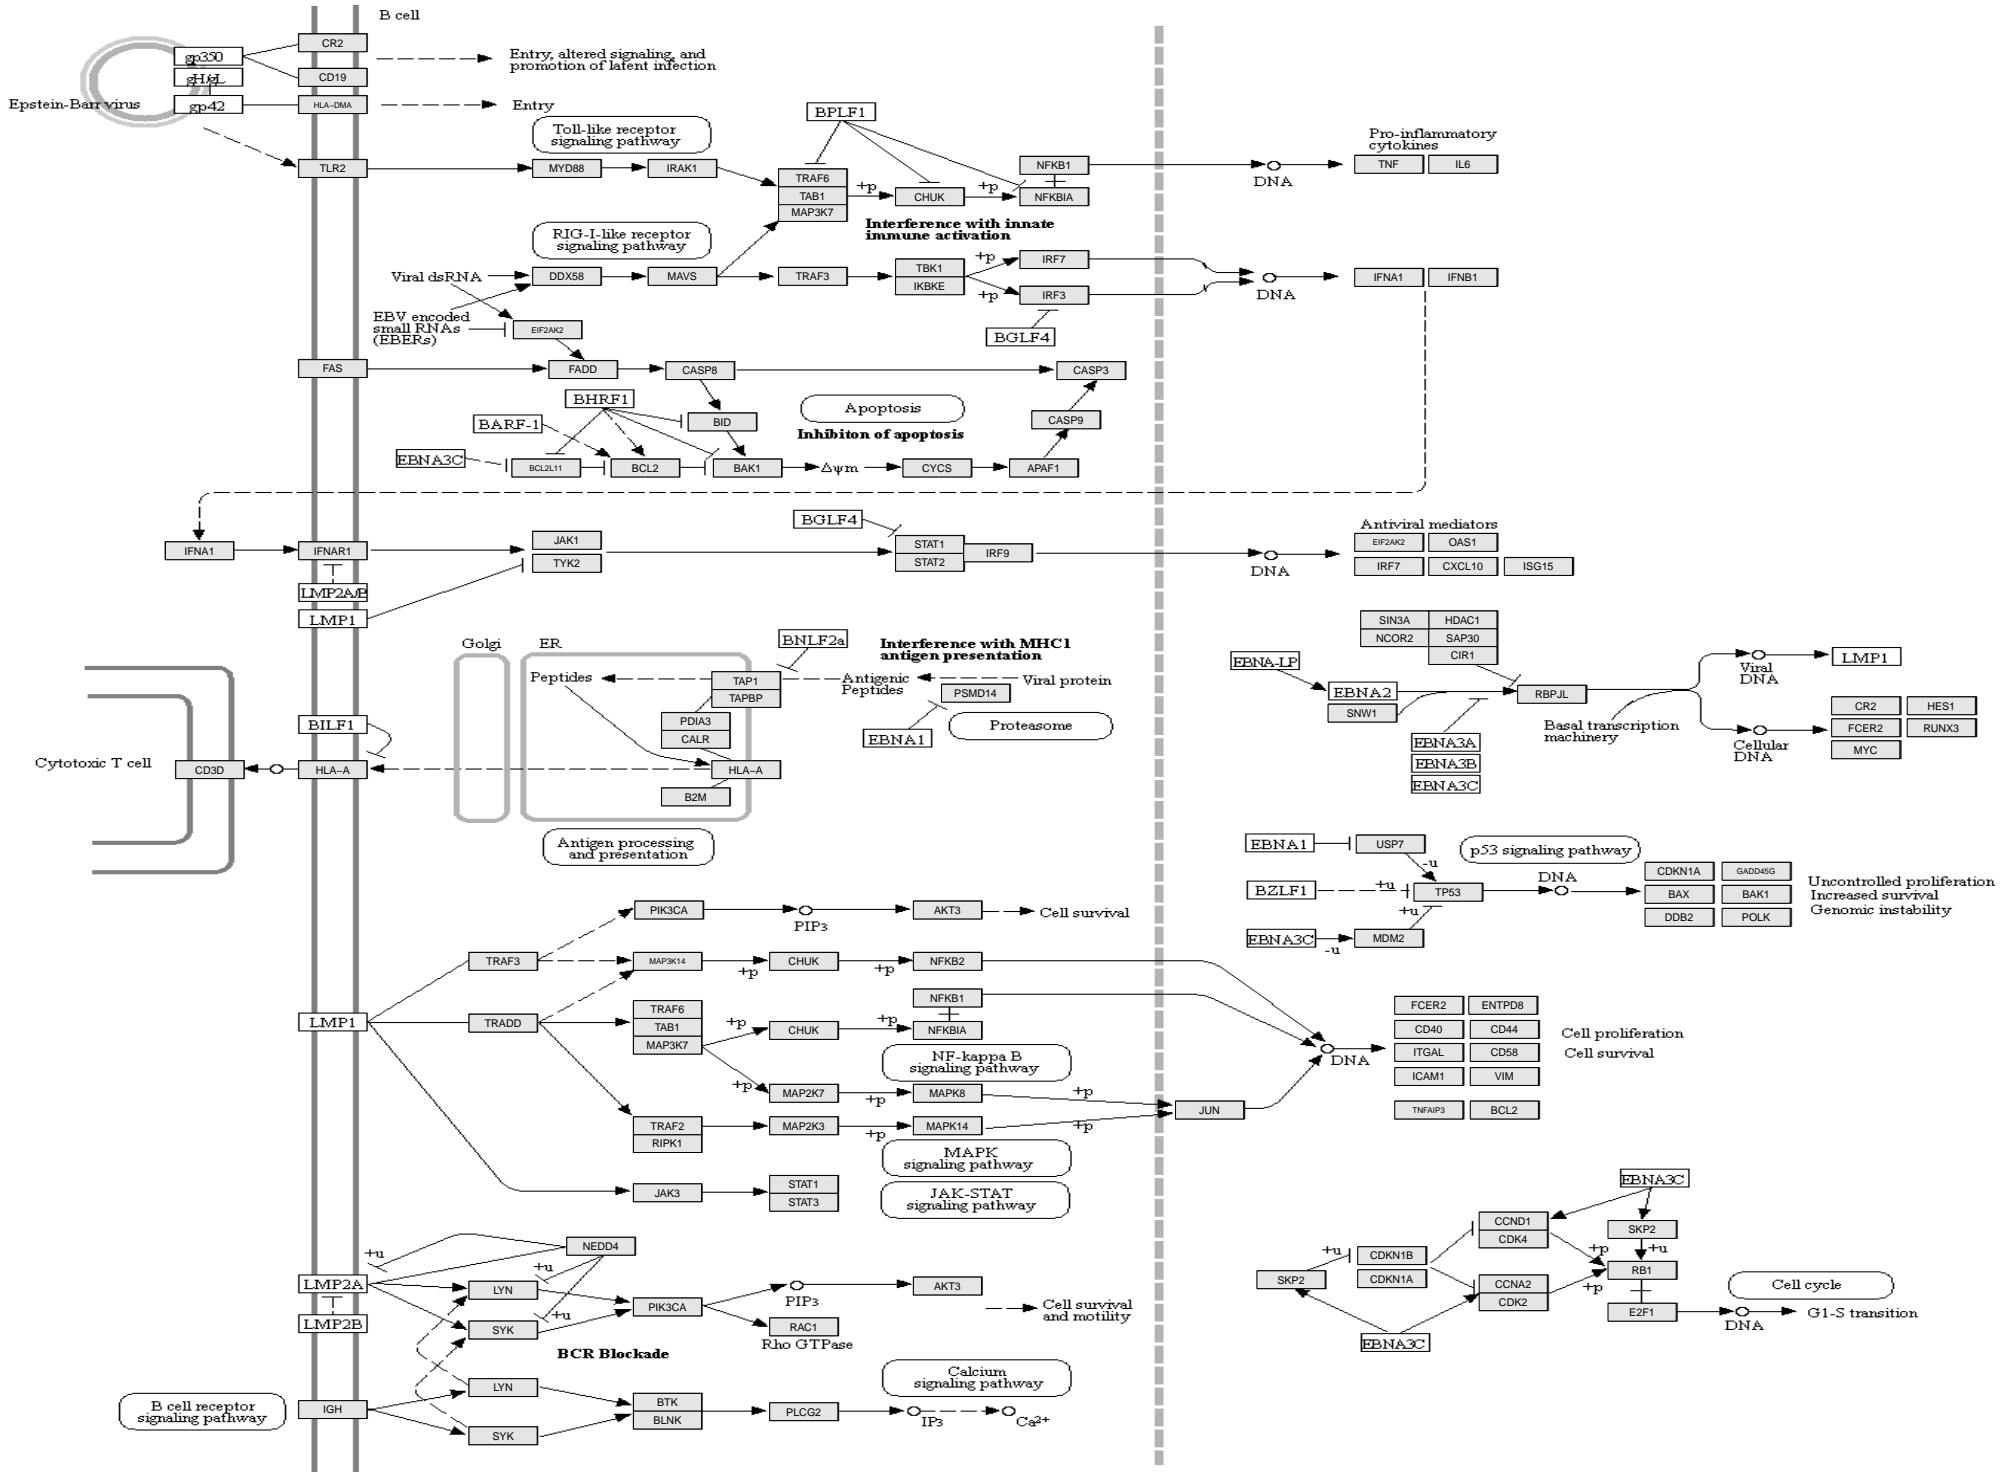 B cell
gp350
CR2
gH/gL
CD19
Entry, altered signaling, and
promotion of latent infection
Epstein-Barr virus
gp42
HLA-DMA
Entry
Toll-like receptor
signaling pathway
BPLF1
TLR2
MYD88
IRAK1
TRAF6
TAB1
MAP3K7
+p
CHUK
+p
NFKB1
NFKBIA
DNA
Pro-inflammatory
cytokines
TNF
IL6
Interference with innate
immune activation
RIG-I-like receptor
signaling pathway
Viral dsRNA
DDX58
MAVS
TRAF3
TBK1
IKBKE
+p
+p
IRF7
IRF3
DNA
IFNA1
IFNB1
EBV encoded
small RNAs
(EBERs)
EIF2AK2
BGLF4
FAS
FADD
CASP8
CASP3
BHRF1
BARF-1
BID
Apoptosis
Inhibiton of apoptosis
CASP9
EBNA3C
BCL2L11
BCL2
BAK1
Δψm
CYCS
APAF1
BGLF4
IFNA1
IFNAR1
JAK1
TYK2
STAT1
STAT2
IRF9
DNA
Antiviral mediators
EIF2AK2
OAS1
IRF7
CXCL10
ISG15
LMP2A/B
LMP1
Golgi
ER
BNLF2a
Interference with MHC1
antigen presentation
Peptides
TAP1
TAPBP
Antigenic
Peptides
Viral protein
PSMD14
PDIA3
CALR
EBNA1
Proteasome
BILF1
Cytotoxic T cell
CD3D
HLA-A
HLA-A
B2M
Antigen processing
and presentation
SIN3A
HDAC1
NCOR2
SAP30
CIR1
EBNA-LP
EBNA2
SNW1
RBPJL
Viral
DNA
LMP1
Basal transcription
machinery
EBNA3A
EBNA3B
EBNA3C
Cellular
DNA
CR2
HES1
FCER2
RUNX3
MYC
EBNA1
USP7
-u
p53 signaling pathway
BZLF1
+u
TP53
DNA
+u
EBNA3C
-u
MDM2
CDKN1A
GADD45G
BAX
BAK1
DDB2
POLK
Uncontrolled proliferation
Increased survival
Genomic instability
PIK3CA
PIP3
AKT3
Cell survival
TRAF3
MAP3K14
+p
CHUK
+p
NFKB2
LMP1
TRADD
TRAF6
TAB1
MAP3K7
+p
CHUK
+p
NFKB1
NFKBIA
NF-kappa B
signaling pathway
+p
MAP2K7
+p
MAPK8
+p
TRAF2
RIPK1
MAP2K3
+p
MAPK14
+p
JUN
MAPK
signaling pathway
JAK3
STAT1
STAT3
JAK-STAT
signaling pathway
DNA
FCER2
ENTPD8
CD40
CD44
ITGAL
CD58
ICAM1
VIM
TNFAIP3
BCL2
Cell proliferation
Cell survival
+u
NEDD4
+u
LMP2A
LYN
+u
LMP2B
SYK
PIK3CA
PIP3
AKT3
RAC1
Rho GTPase
Cell survival
and motility
BCR Blockade
B cell receptor
signaling pathway
IGH
LYN
SYK
BTK
BLNK
PLCG2
IP3
Ca2+
Calcium
signaling pathway
EBNA3C
CCND1
CDK4
SKP2
+u
+p
+u
CDKN1B
CDKN1A
SKP2
CCNA2
CDK2
+p
RB1
E2F1
DNA
Cell cycle
G1-S transition
EBNA3C